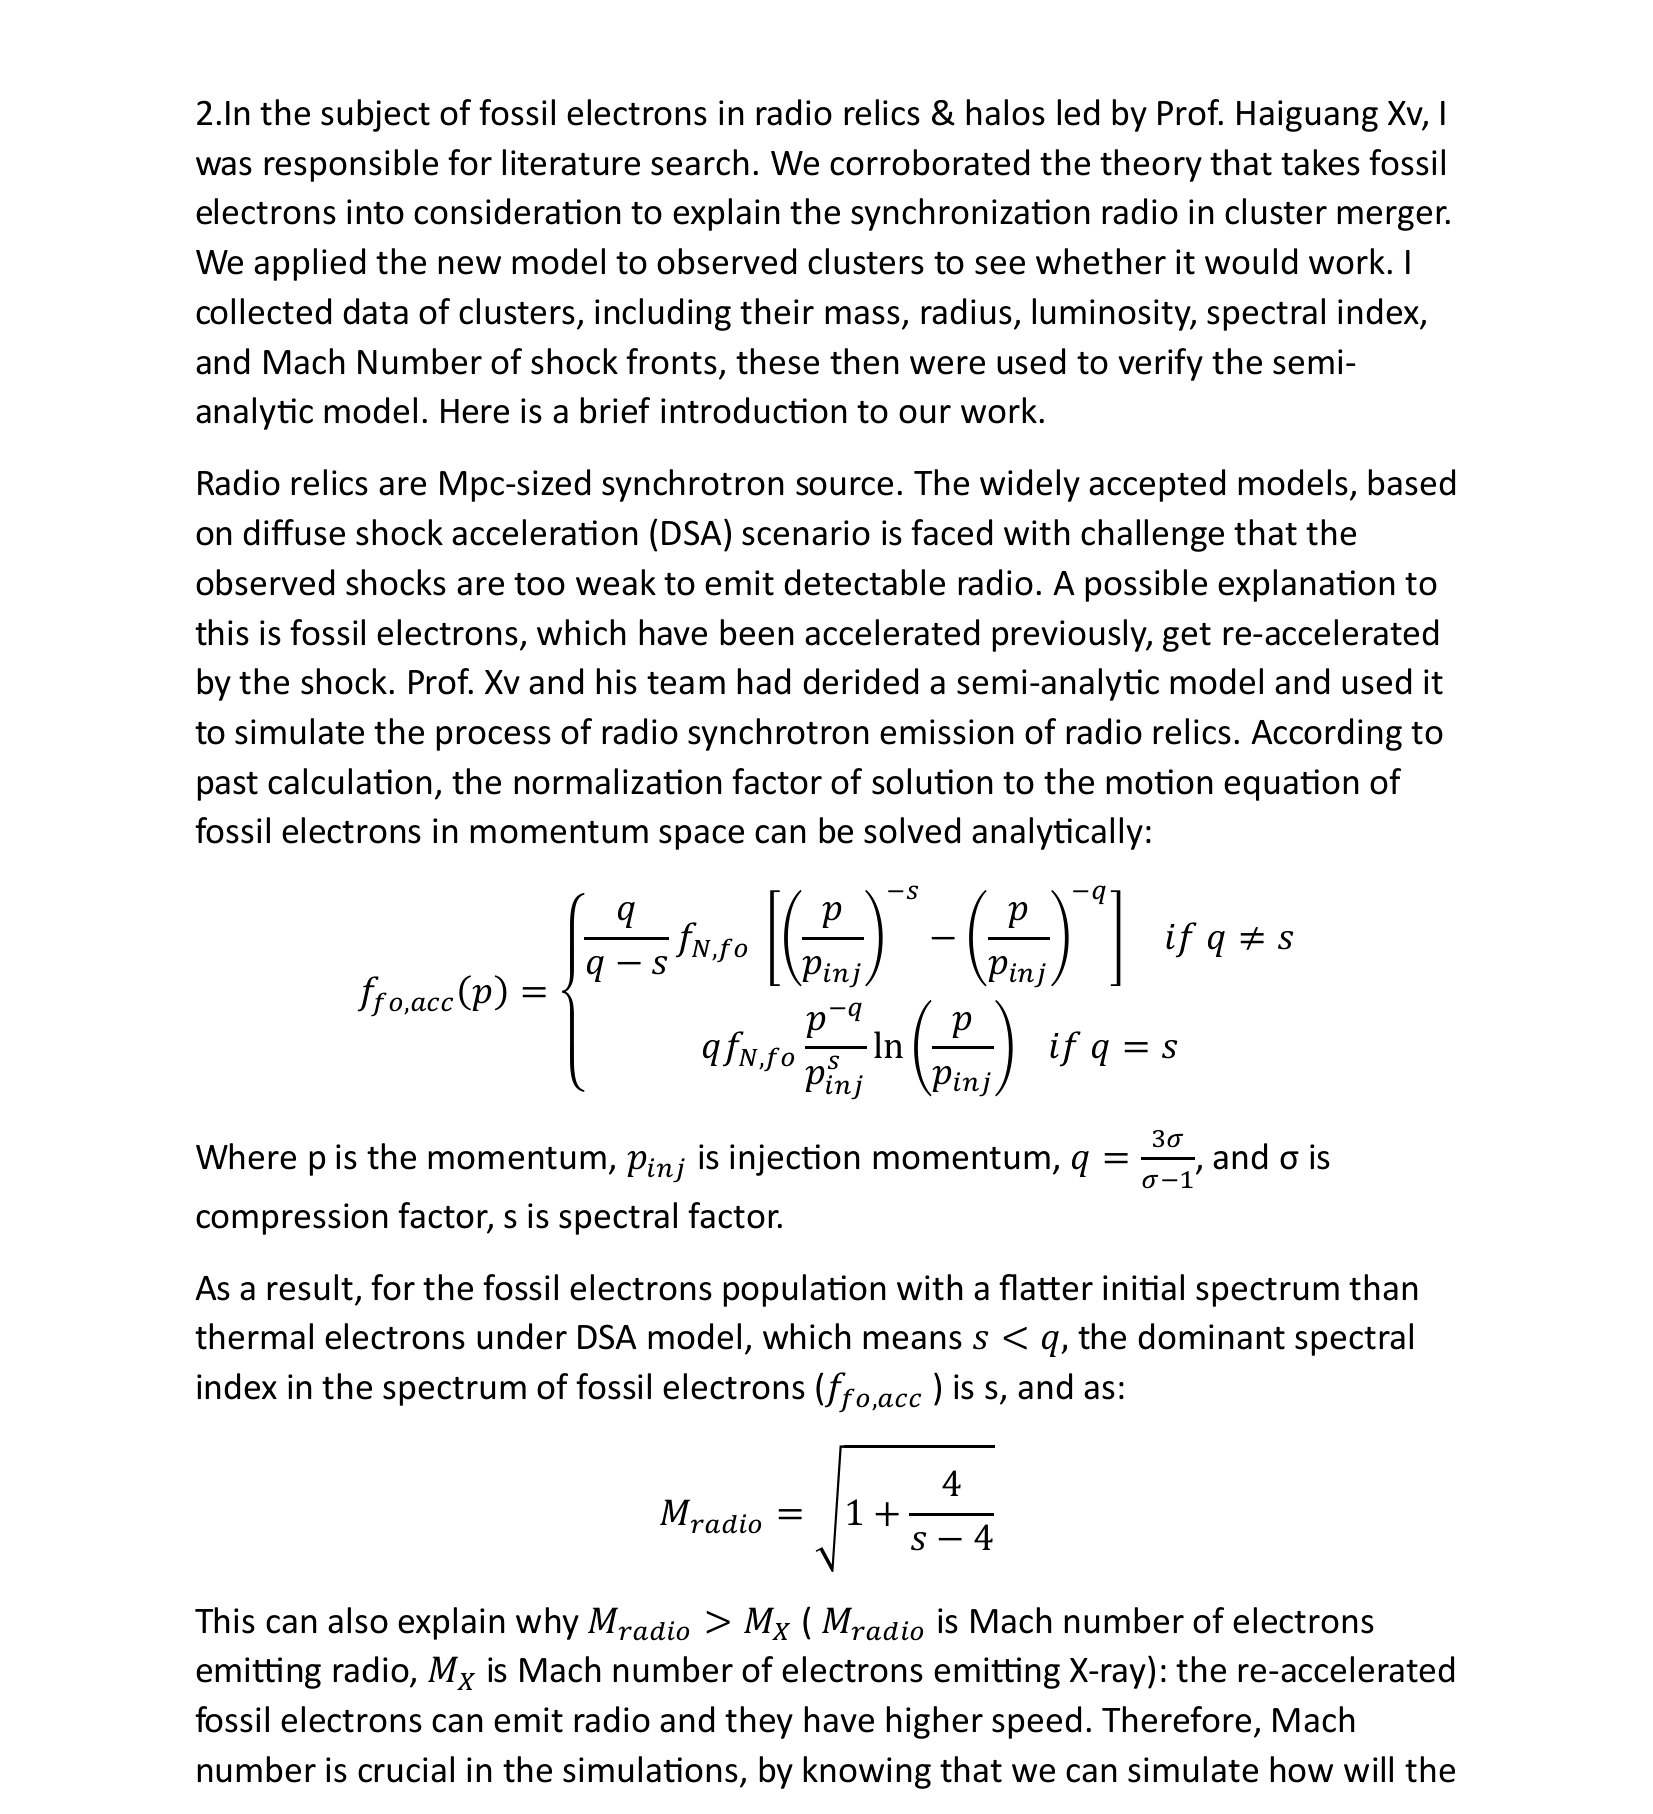 2.In the subject of fossil electrons in radio relics & halos led by Prof. Haiguang Xv, I
was responsible for literature search. We corroborated the theory that takes fossil
electrons into consideration to explain the synchronization radio in cluster merger.
We applied the new model to observed clusters to see whether it would work. I
collected data of clusters, including their mass, radius, luminosity, spectral index,
and Mach Number of shock fronts, these then were used to verify the semi-
analytic model. Here is a brief introduction to our work.
Radio relics are Mpc-sized synchrotron source. The widely accepted models, based
on diffuse shock acceleration (DSA) scenario is faced with challenge that the
observed shocks are too weak to emit detectable radio. A possible explanation to
this is fossil electrons, which have been accelerated previously, get re-accelerated
by the shock. Prof. Xv and his team had derided a semi-analytic model and used it
to simulate the process of radio synchrotron emission of radio relics. According to
past calculation, the normalization factor of solution to the motion equation of
fossil electrons in momentum space can be solved analytically:
f_{fo,acc}(p) = { \frac{q}{q − s} f_{N,fo} [(\frac{p}{p_{inj}})^{−s} − (\frac{p}{p_{inj}})^{−q}] if q ≠ s
q f_{N,fo} \frac{p^{−q}}{p_{inj}^{s}} ln (\frac{p}{p_{inj}}) if q = s
Where p is the momentum, p_{inj} is injection momentum, q = \frac{3σ}{σ−1}, and σ is
compression factor, s is spectral factor.
As a result, for the fossil electrons population with a flatter initial spectrum than
thermal electrons under DSA model, which means s < q, the dominant spectral
index in the spectrum of fossil electrons (f_{fo,acc} ) is s, and as:
M_{radio} = \sqrt{1 + \frac{4}{s − 4}}
This can also explain why M_{radio} > M_X ( M_{radio} is Mach number of electrons
emitting radio, M_X is Mach number of electrons emitting X-ray): the re-accelerated
fossil electrons can emit radio and they have higher speed. Therefore, Mach
number is crucial in the simulations, by knowing that we can simulate how will the